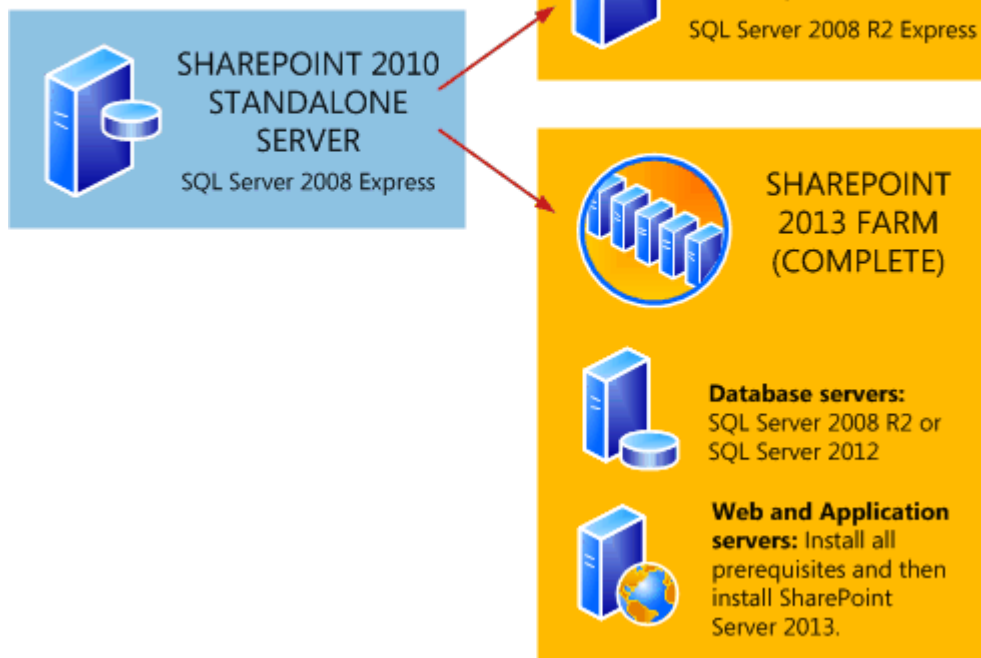 SHAREPOINT 2010
STANDALONE
SERVER
SQL Server 2008 Express
SQL Server 2008 R2 Express
SHAREPOINT
2013 FARM
(COMPLETE)
Database servers:
SQL Server 2008 R2 or
SQL Server 2012
Web and Application
servers: Install all
prerequisites and then
install SharePoint
Server 2013.